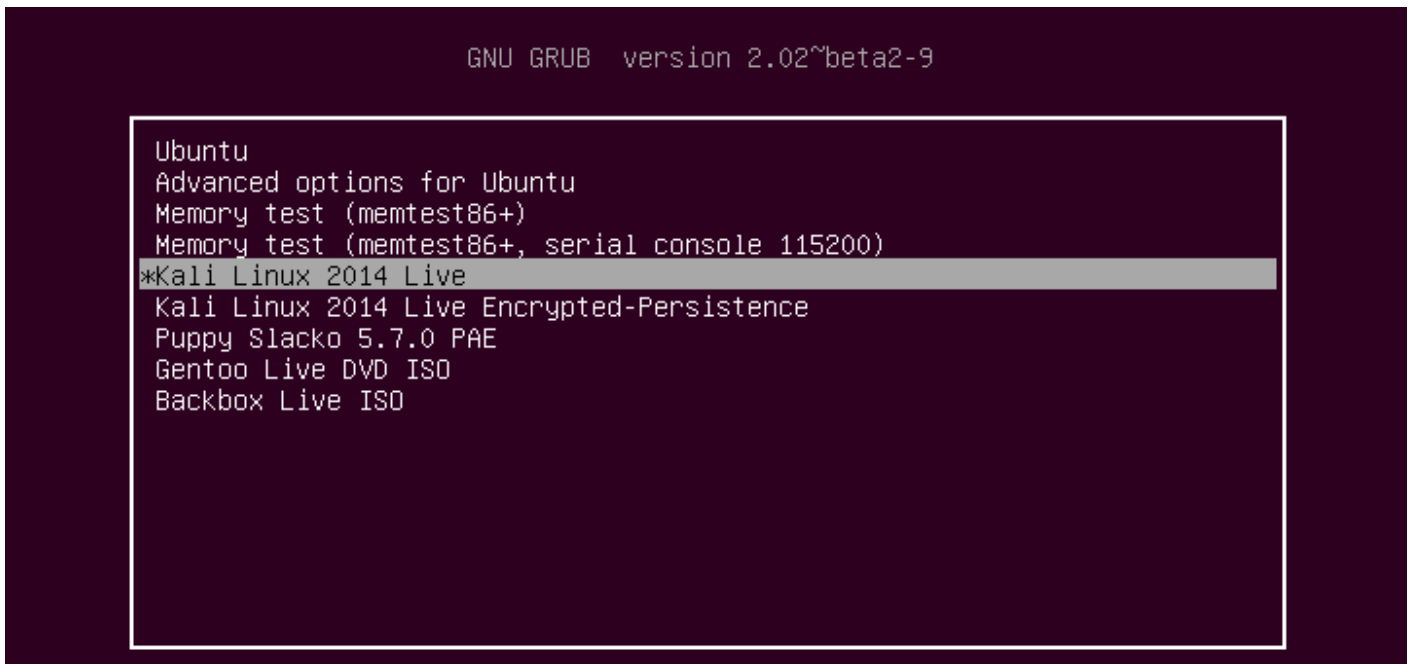 GNU GRUB  version 2.02~beta2-9
Ubuntu
Advanced options for Ubuntu
Memory test (memtest86+)
Memory test (memtest86+, serial console 115200)
*Kali Linux 2014 Live
Kali Linux 2014 Live Encrypted-Persistence
Puppy Slacko 5.7.0 PAE
Gentoo Live DVD ISO
Backbox Live ISO